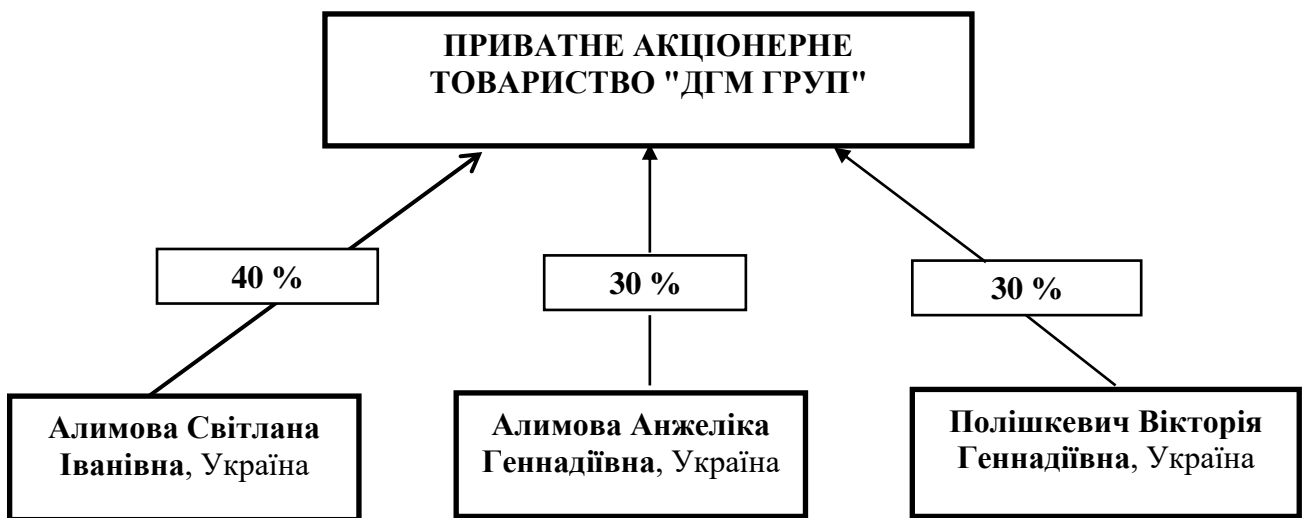 ПРИВАТНЕ АКЦІОНЕРНЕ
ТОВАРИСТВО "ДГМ ГРУП"
40 %
30 %
30 %
Алимова Світлана
Іванівна, Україна
Алимова Анжеліка
Геннадіївна, Україна
Полішкевич Вікторія
Геннадіївна, Україна